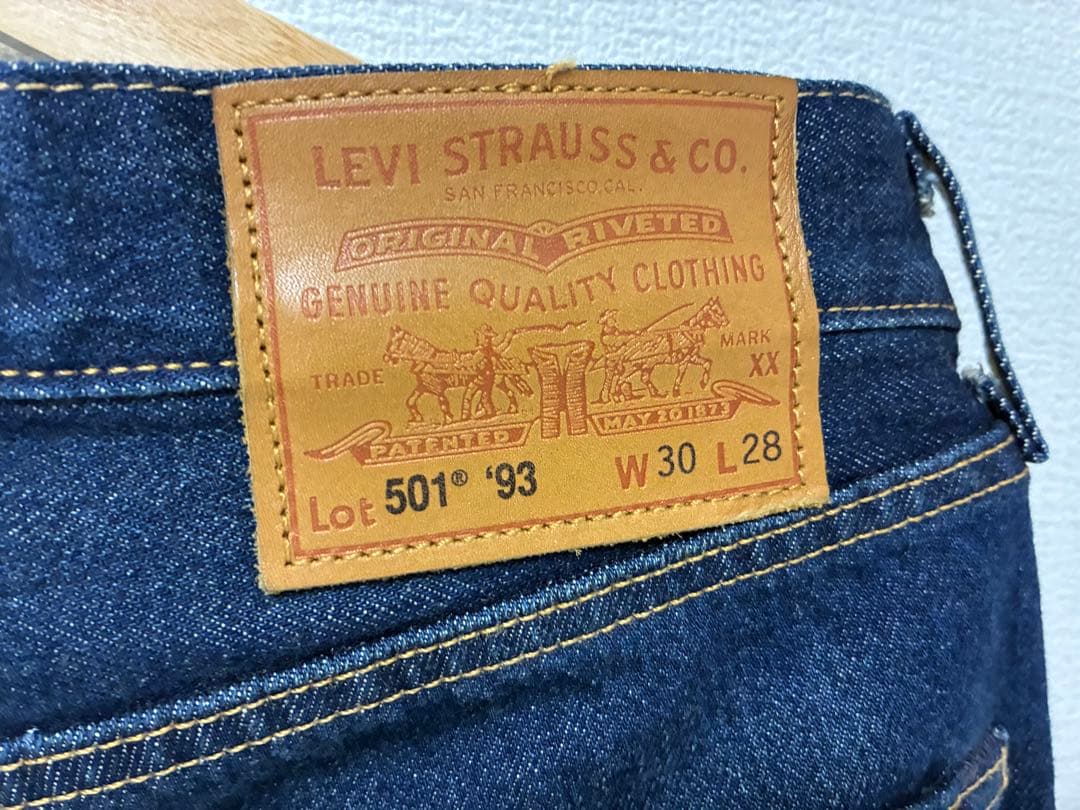 LEVI STRAUSS & CO.
SAN FRANCISCO, CAL.
ORIGINAL RIVETED
GENUINE QUALITY CLOTHING
TRADE MARK
XX
PATENTED MAY 20 1873
Lot 501® '93 W 30 L 28